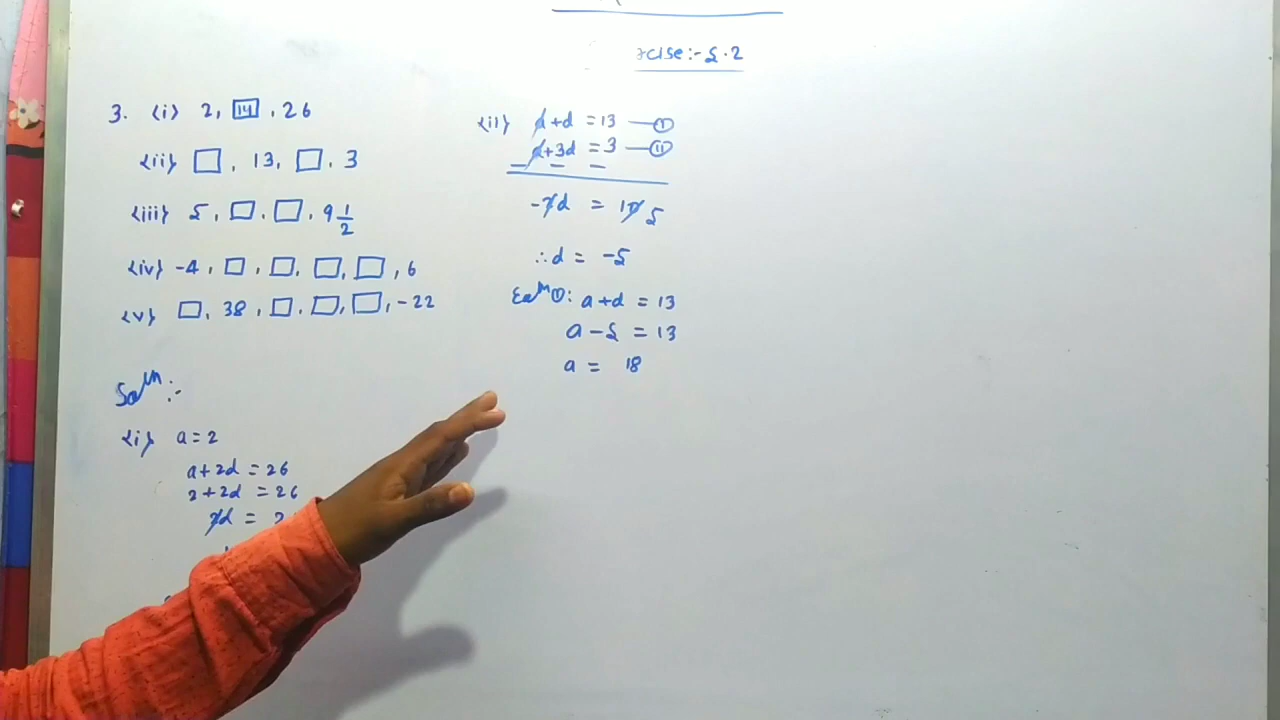 rcise:- 5.2
3. (i) 2, 14, 26
(ii) □, 13, □, 3
(iii) 5, □, □, 9 1/2
(iv) -4, □, □, □, □, 6
(v) □, 38, □, □, □, -22
Solⁿ:-
(i) a = 2
a + 2d = 26
2 + 2d = 26
2d = 2
(ii) a + d = 13 — (I)
a + 3d = 3 — (II)
- - -
-2d = 10 5
∴ d = -5
Eqⁿ (I): a + d = 13
a - 5 = 13
a = 18